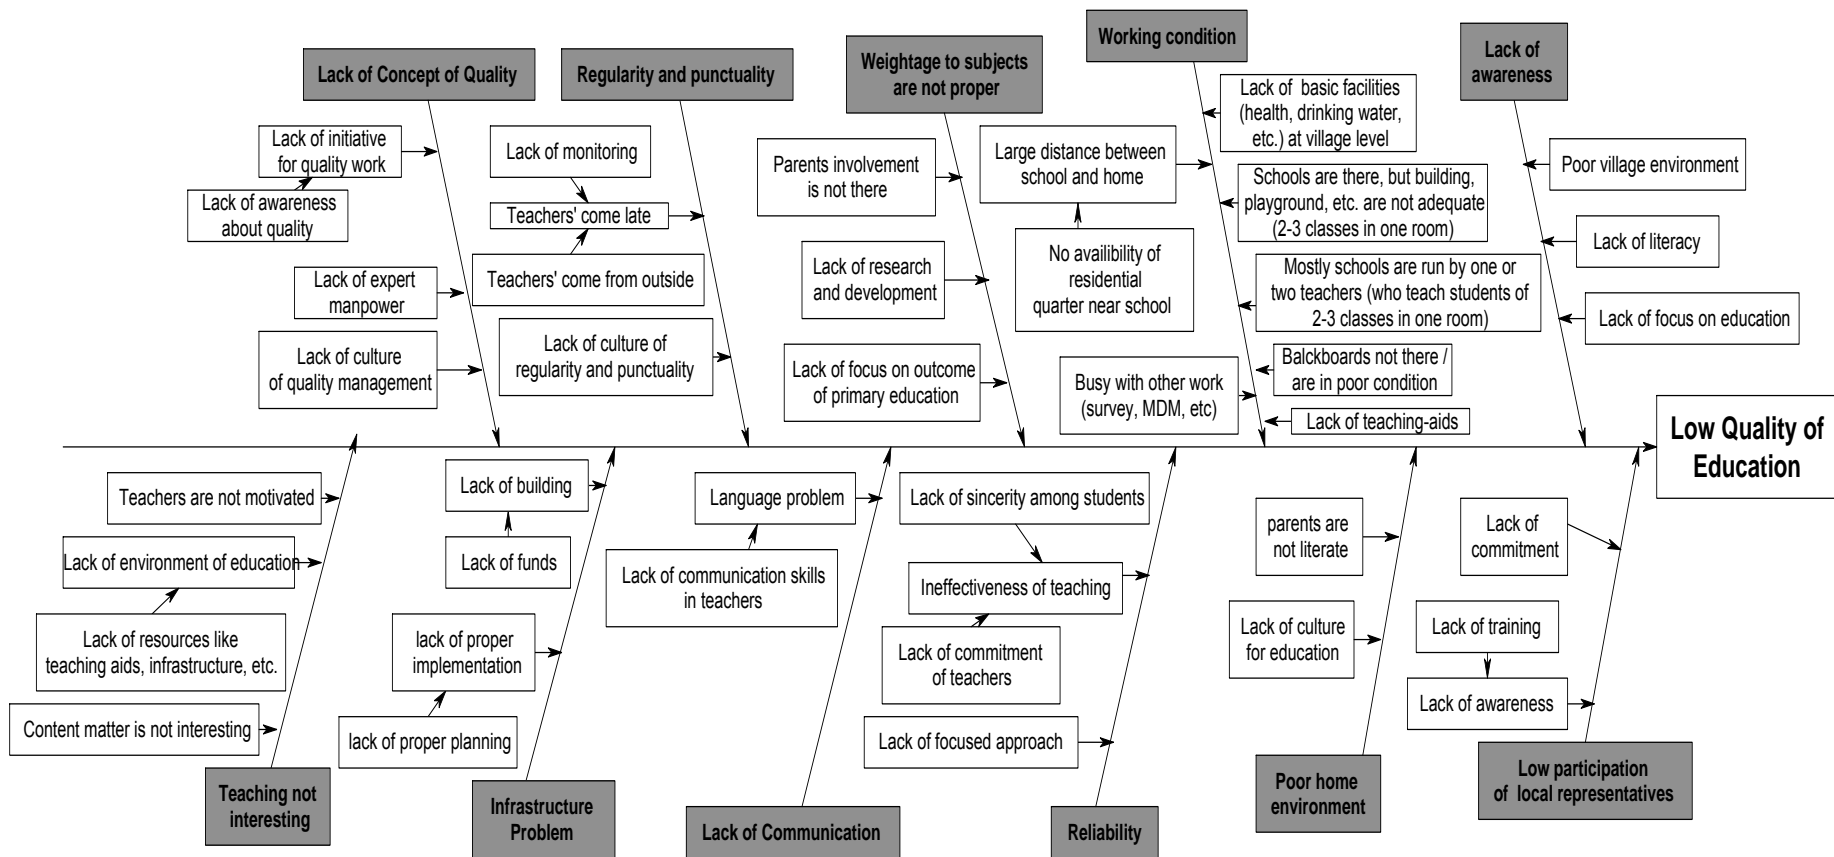 Lack of Concept of Quality
Regularity and punctuality
Weightage to subjects
are not proper
Working condition
Lack of
awareness
Lack of initiative
for quality work
Lack of awareness
about quality
Lack of expert
manpower
Lack of culture
of quality management
Lack of monitoring
Teachers' come late
Teachers' come from outside
Lack of culture of
regularity and punctuality
Parents involvement
is not there
Lack of research
and development
Lack of focus on outcome
of primary education
Large distance between
school and home
No availibility of
residential
quarter near school
Busy with other work
(survey, MDM, etc)
Lack of basic facilities
(health, drinking water,
etc.) at village level
Schools are there, but building,
playground, etc. are not adequate
(2-3 classes in one room)
Mostly schools are run by one or
two teachers (who teach students of
2-3 classes in one room)
Balckboards not there /
are in poor condition
Lack of teaching-aids
Poor village environment
Lack of literacy
Lack of focus on education
Low Quality of
Education
Teachers are not motivated
Lack of environment of education
Lack of resources like
teaching aids, infrastructure, etc.
Content matter is not interesting
Teaching not
interesting
Lack of building
Lack of funds
lack of proper
implementation
lack of proper planning
Infrastructure
Problem
Language problem
Lack of communication skills
in teachers
Lack of Communication
Lack of sincerity among students
Ineffectiveness of teaching
Lack of commitment
of teachers
Lack of focused approach
Reliability
parents are
not literate
Lack of culture
for education
Poor home
environment
Lack of
commitment
Lack of training
Lack of awareness
Low participation
of local representatives